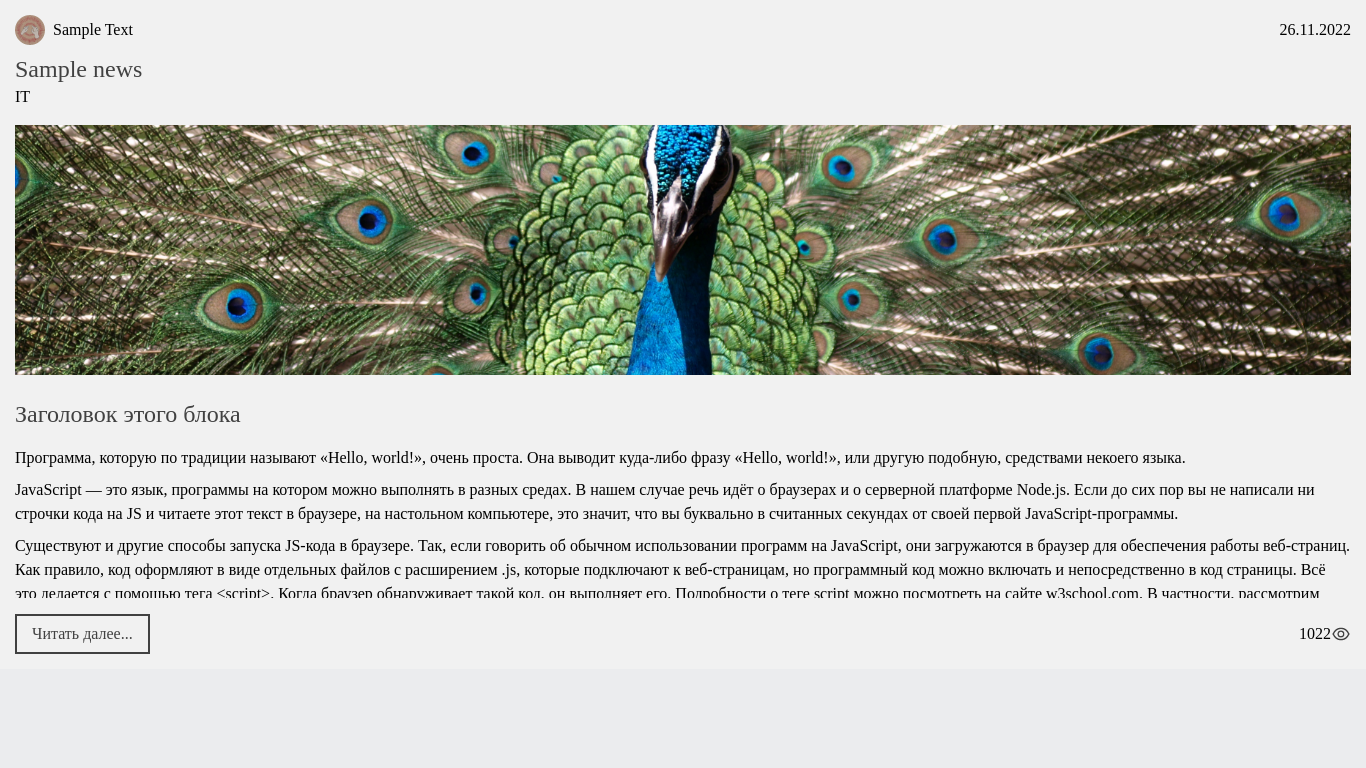 Sample Text
26.11.2022
Sample news
IT
Заголовок этого блока
Программа, которую по традиции называют «Hello, world!», очень проста. Она выводит куда-либо фразу «Hello, world!», или другую подобную, средствами некоего языка.
JavaScript — это язык, программы на котором можно выполнять в разных средах. В нашем случае речь идёт о браузерах и о серверной платформе Node.js. Если до сих пор вы не написали ни
строчки кода на JS и читаете этот текст в браузере, на настольном компьютере, это значит, что вы буквально в считанных секундах от своей первой JavaScript-программы.
Существуют и другие способы запуска JS-кода в браузере. Так, если говорить об обычном использовании программ на JavaScript, они загружаются в браузер для обеспечения работы веб-страниц.
Как правило, код оформляют в виде отдельных файлов с расширением .js, которые подключают к веб-страницам, но программный код можно включать и непосредственно в код страницы. Всё
это делается с помощью тега <script>. Когда браузер обнаруживает такой код, он выполняет его. Подробности о теге script можно посмотреть на сайте w3school.com. В частности, рассмотрим
Читать далее...
1022